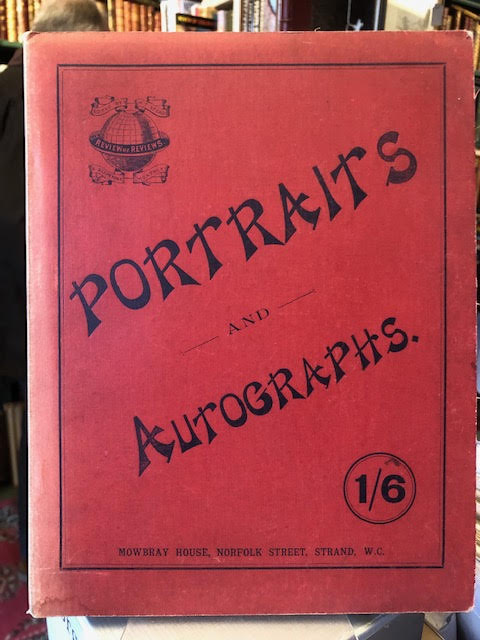 REVIEW OF REVIEWS
PORTRAITS
AND
AUTOGRAPHS.
1/6
MOWBRAY HOUSE, NORFOLK STREET, STRAND, W.C.